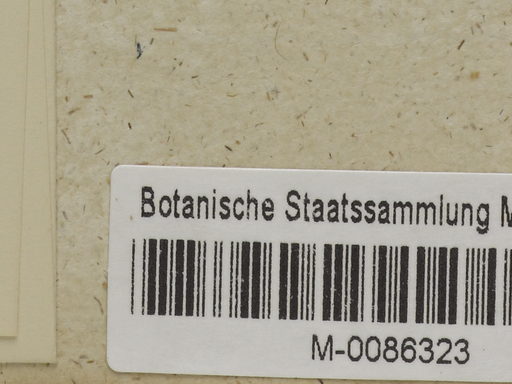 Botanische Staatssammlung M
M-0086323